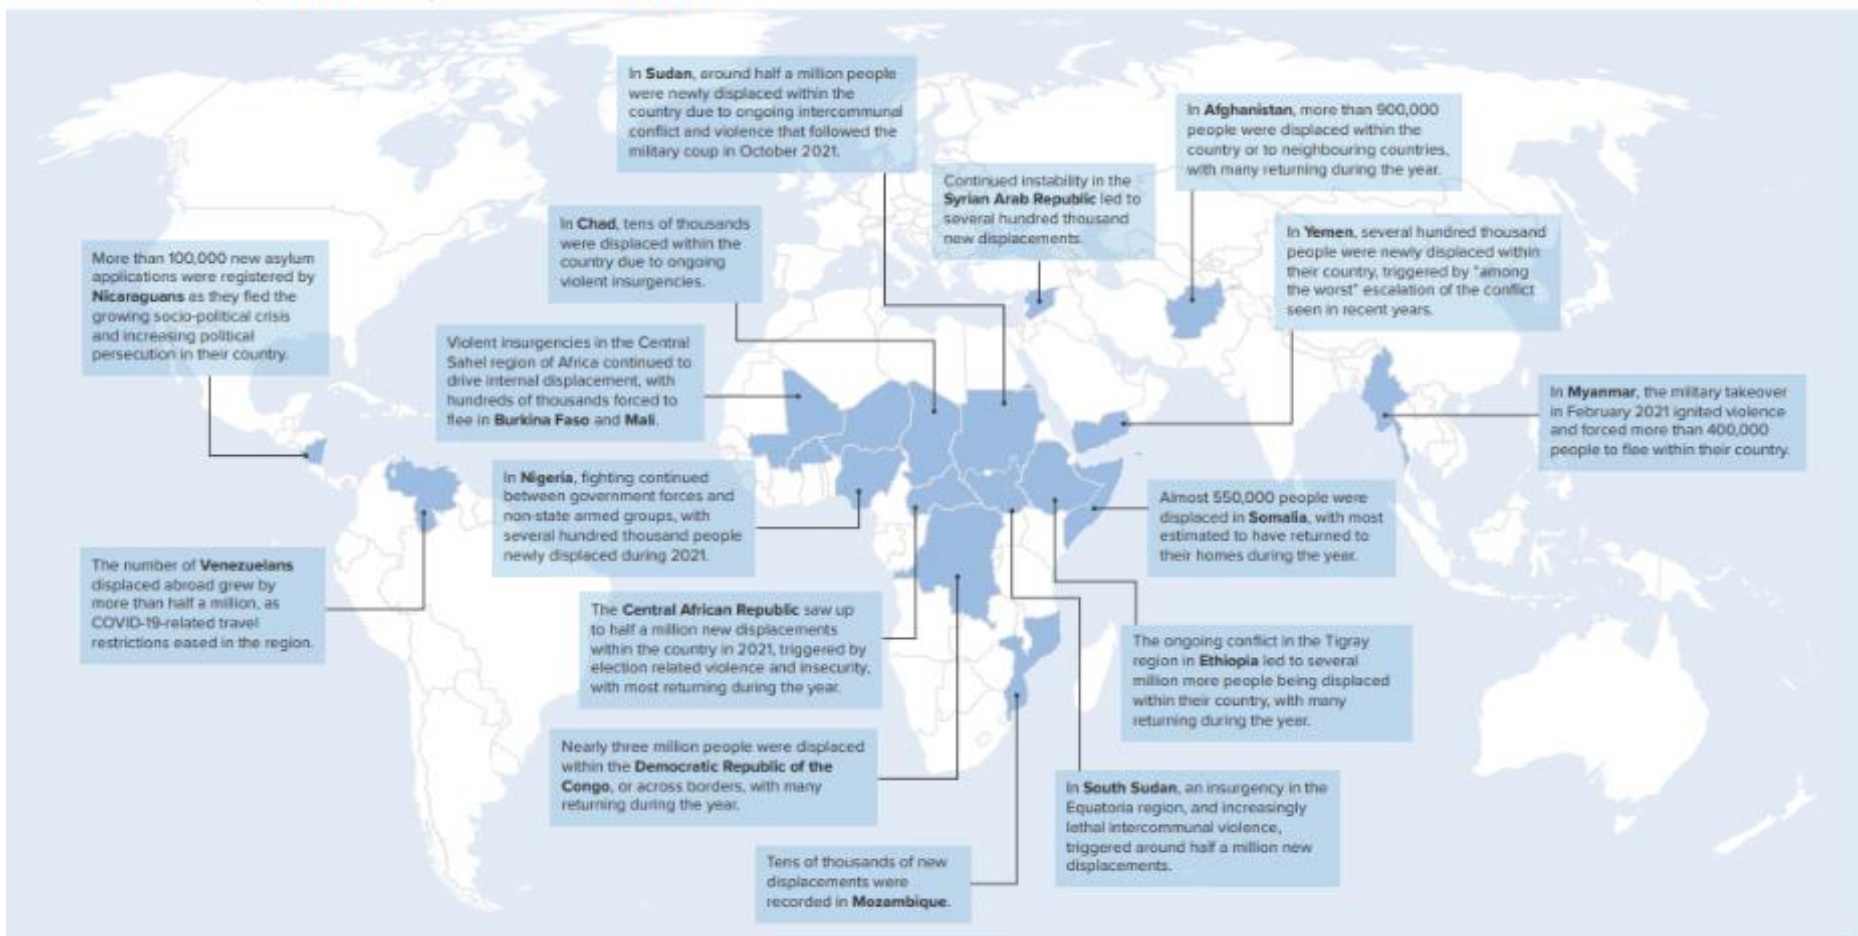 In Sudan, around half a million people
were newly displaced within the
country due to ongoing intercommunal
conflict and violence that followed the
military coup in October 2021.
In Afghanistan, more than 900,000
people were displaced within the
country or to neighbouring countries,
with many returning during the year.
Continued instability in the
Syrian Arab Republic led to
several hundred thousand
new displacements.
In Chad, tens of thousands
were displaced within the
country due to ongoing
violent insurgencies.
In Yemen, several hundred thousand
people were newly displaced within
their country, triggered by "among
the worst" escalation of the conflict
seen in recent years.
More than 100,000 new asylum
applications were registered by
Nicaraguans as they fled the
growing socio-political crisis
and increasing political
persecution in their country.
Violent insurgencies in the Central
Sahel region of Africa continued to
drive internal displacement, with
hundreds of thousands forced to
flee in Burkina Faso and Mali.
In Myanmar, the military takeover
in February 2021 ignited violence
and forced more than 400,000
people to flee within their country.
In Nigeria, fighting continued
between government forces and
non-state armed groups, with
several hundred thousand people
newly displaced during 2021.
Almost 550,000 people were
displaced in Somalia, with most
estimated to have returned to
their homes during the year.
The number of Venezuelans
displaced abroad grew by
more than half a million, as
COVID-19-related travel
restrictions eased in the region.
The Central African Republic saw up
to half a million new displacements
within the country in 2021, triggered by
election related violence and insecurity,
with most returning during the year.
The ongoing conflict in the Tigray
region in Ethiopia led to several
million more people being displaced
within their country, with many
returning during the year.
Nearly three million people were displaced
within the Democratic Republic of the
Congo, or across borders, with many
returning during the year.
In South Sudan, an insurgency in the
Equatoria region, and increasingly
lethal intercommunal violence,
triggered around half a million new
displacements.
Tens of thousands of new
displacements were
recorded in Mozambique.